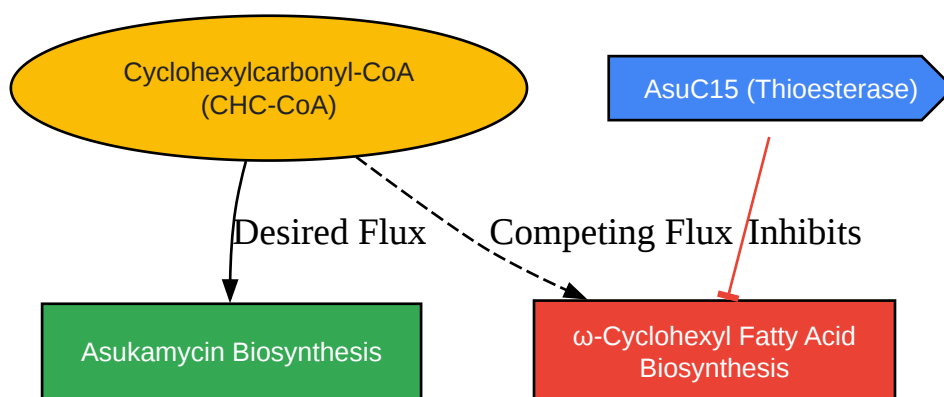 Cyclohexylcarbonyl-CoA
(CHC-CoA)
AsuC15 (Thioesterase)
Desired Flux
Competing Flux
Inhibits
Asukamycin Biosynthesis
ω-Cyclohexyl Fatty Acid
Biosynthesis